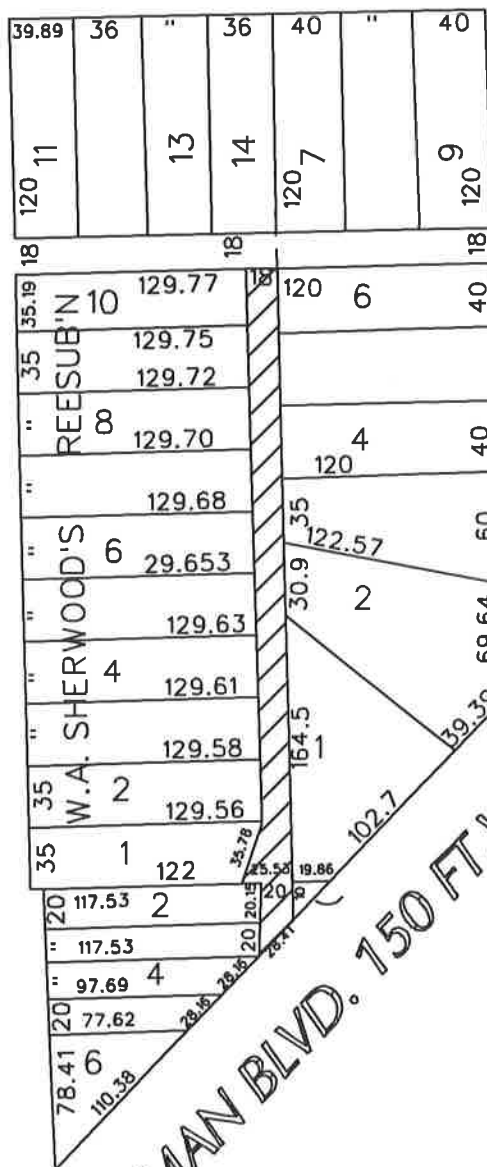 39.89 36 " 36 40 " 40
11 13 14 7 9
120 120 120
18 18 18
35.19 10 129.77 18 120 6 40
35 129.75
129.72
" 8 129.70 4 40
" 129.68 120
" 6 29.653 35 122.57 60
" 129.63 30.9 2 69.64
" 4 129.61
" 129.58 164.5 1 39.39
35 2 129.56
35 1 122 35.78 102.7
W.A. SHERWOOD'S REESUB'N
25.53 19.86
20 117.53 2 20.15 20 10
" 117.53 20 28.41
" 97.69 4 28.16
20 77.62 28.16
78.41 6 110.38
MAN BLVD. 150 FT